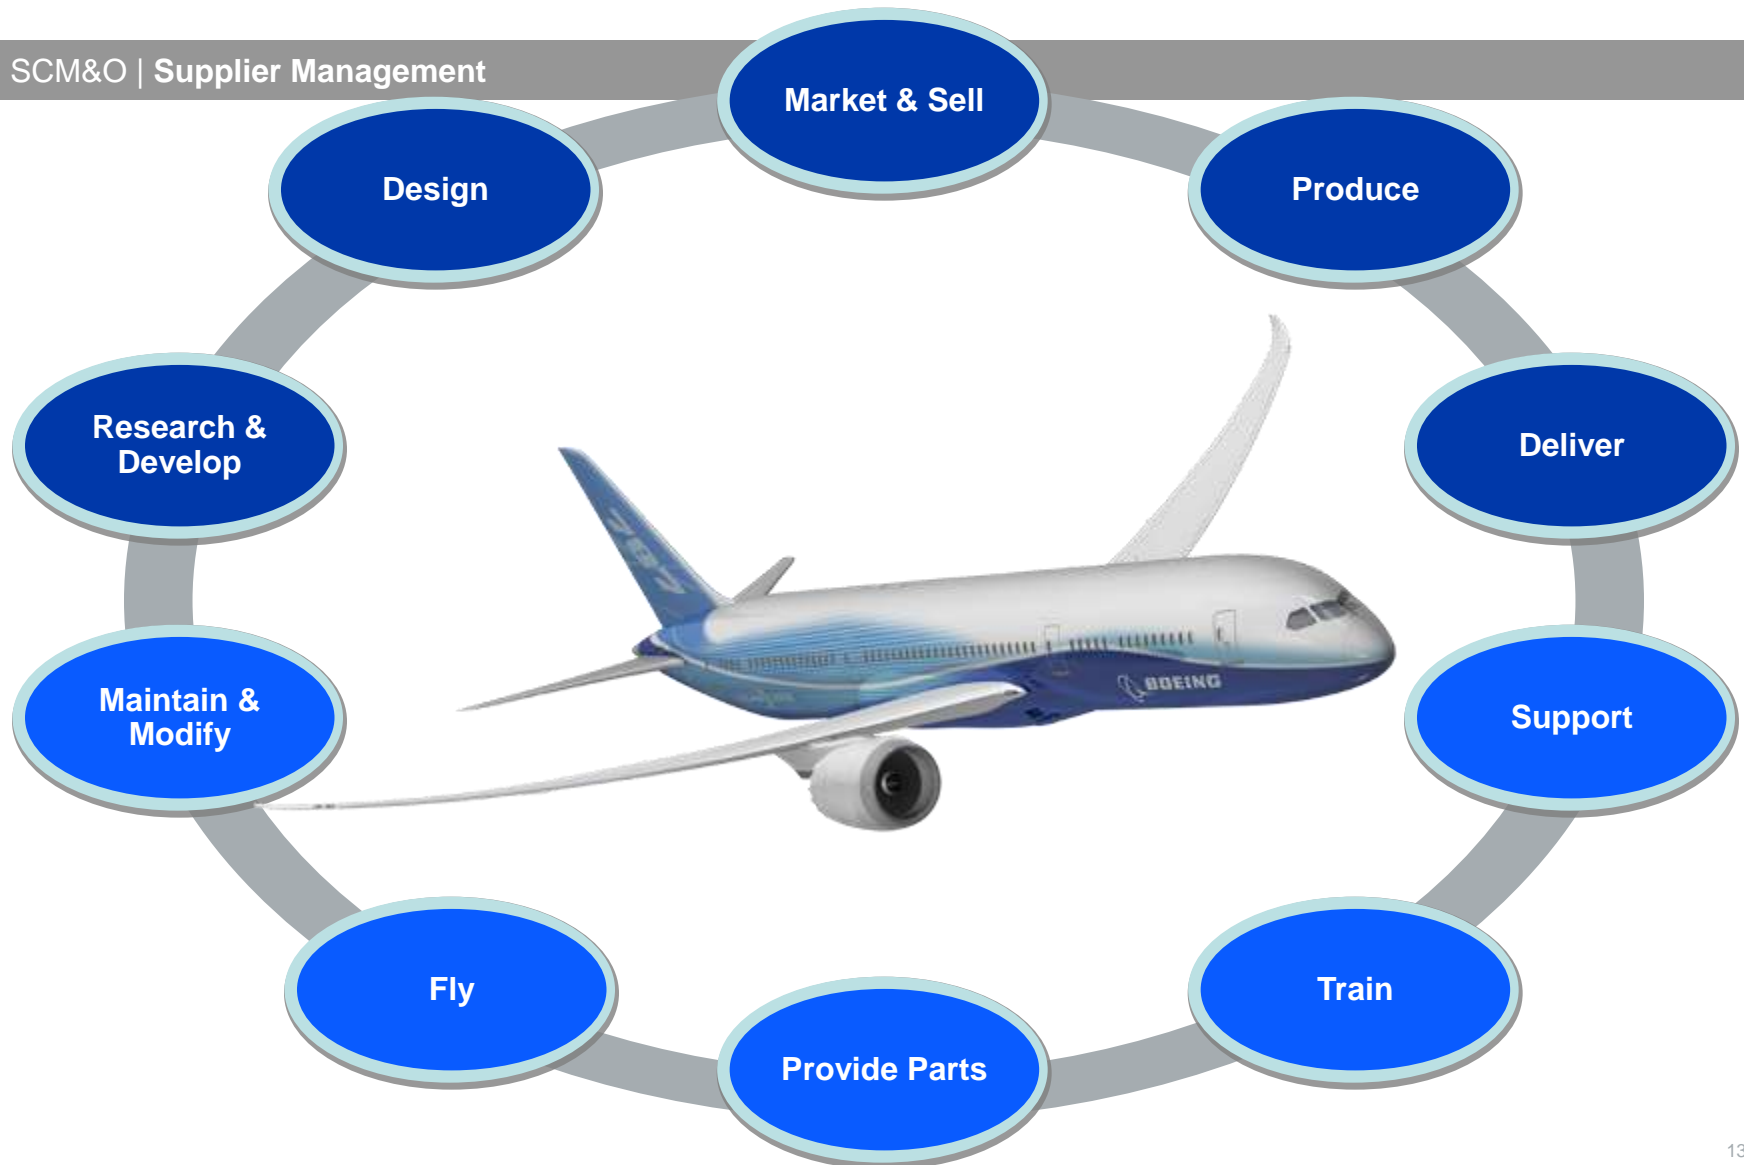 SCM&O | Supplier Management
Market & Sell
Design
Produce
Research &
Develop
Deliver
787
BOEING
Maintain &
Modify
Support
Fly
Train
Provide Parts
13